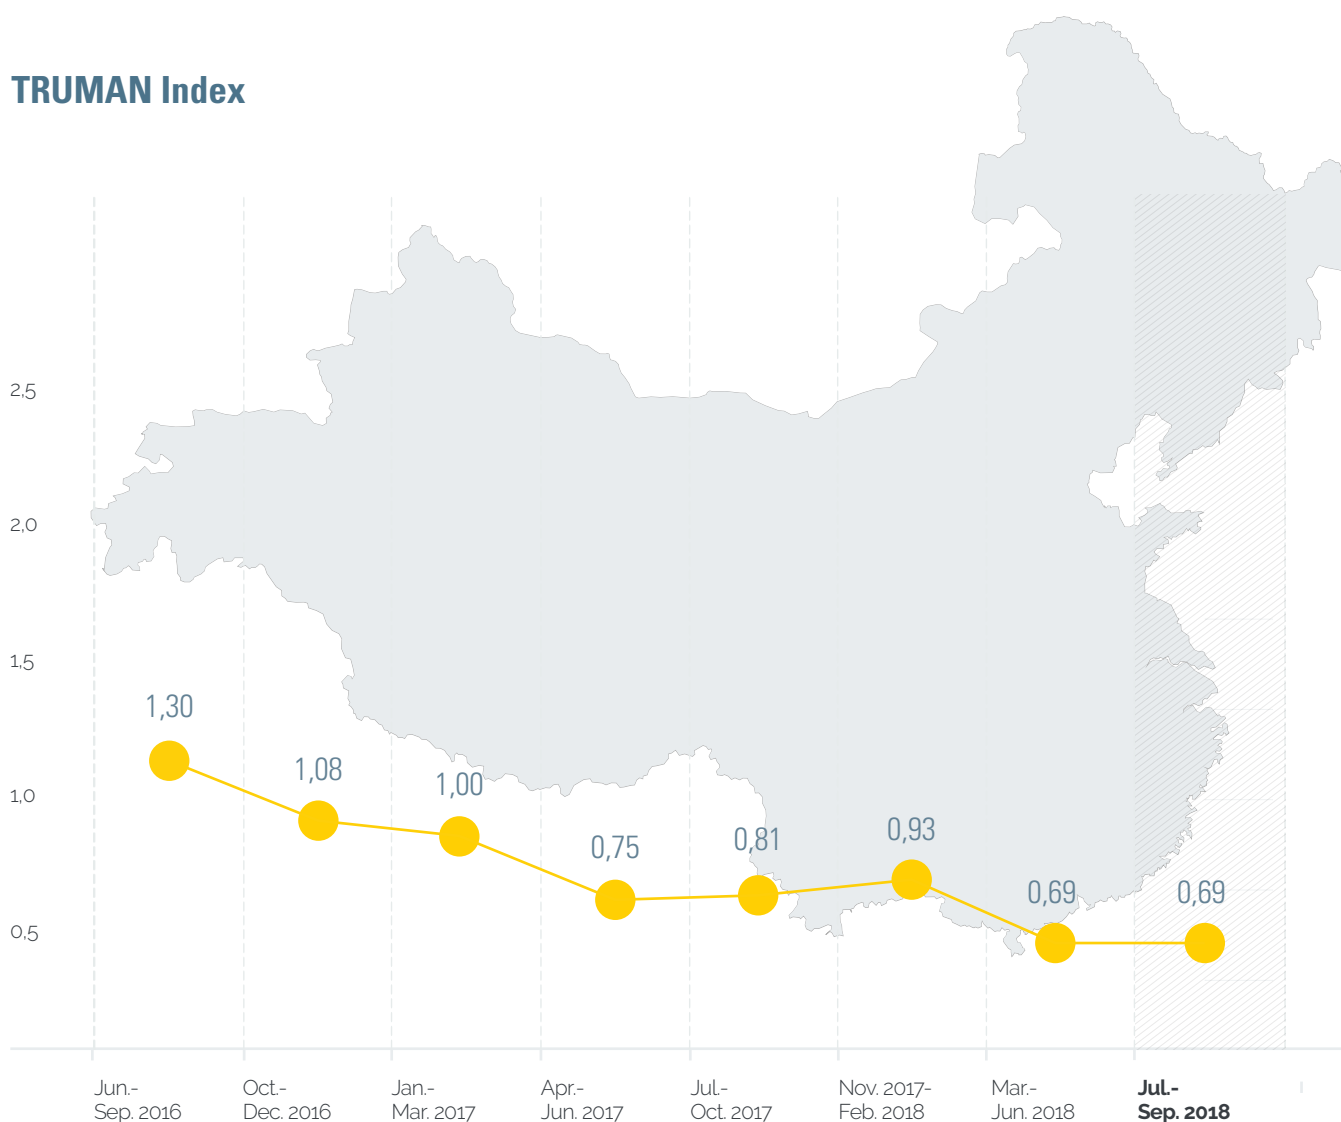 TRUMAN Index
2,5
2,0
1,5
1,0
0,5
1,30
1,08
1,00
0,75
0,81
0,93
0,69
0,69
Jun.-
Sep. 2016
Oct.-
Dec. 2016
Jan.-
Mar. 2017
Apr.-
Jun. 2017
Jul.-
Oct. 2017
Nov. 2017-
Feb. 2018
Mar.-
Jun. 2018
Jul.-
Sep. 2018